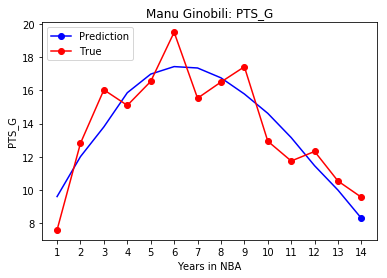 Manu Ginobili: PTS_G
Prediction
True
PTS_G
20
18
16
14
12
10
8
1 2 3 4 5 6 7 8 9 10 11 12 13 14
Years in NBA